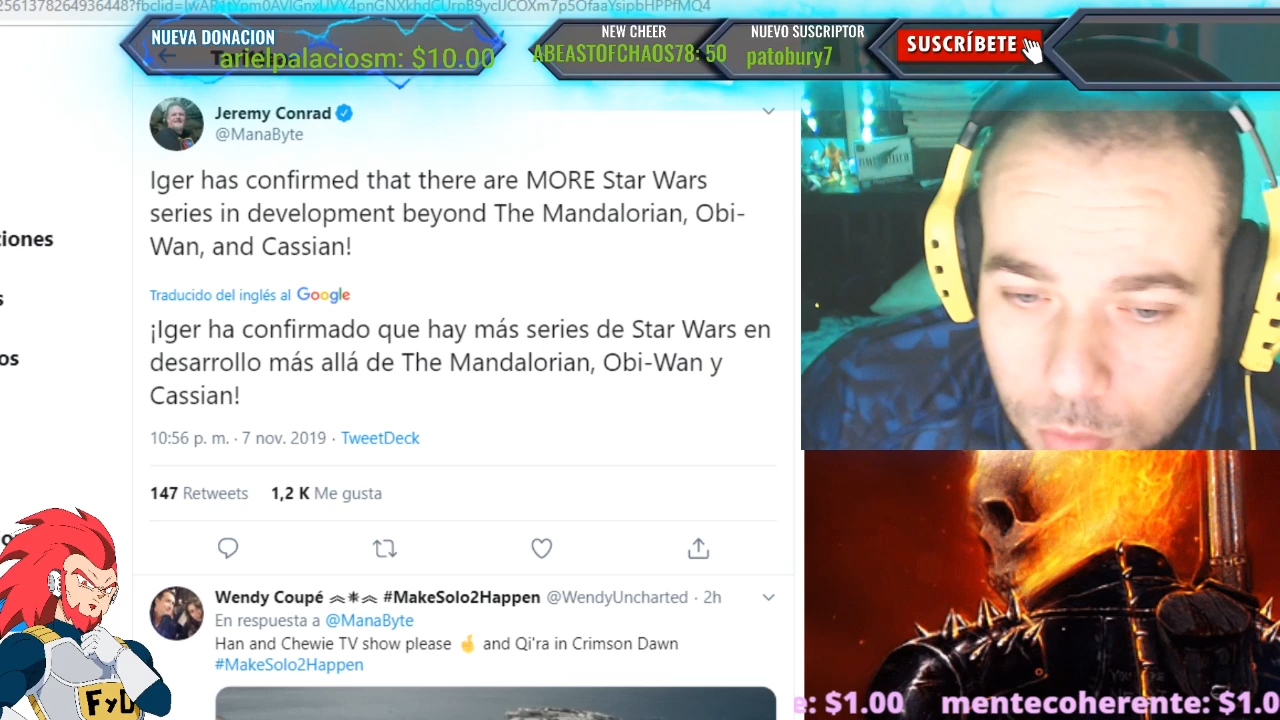 2561378264936448?fbclid=IwAR1tYpm0AVIGnxUVY4pnGNXkhdCUrpB9yclJCOXm7p5OfaaYsipbHPPfMQ4
NUEVA DONACION
arielpalaciosm: $10.00
NEW CHEER
ABEASTOFCHAOS78: 50
NUEVO SUSCRIPTOR
patobury7
SUSCRÍBETE
Jeremy Conrad
@ManaByte
Iger has confirmed that there are MORE Star Wars
series in development beyond The Mandalorian, Obi-
Wan, and Cassian!
Traducido del inglés al Google
¡Iger ha confirmado que hay más series de Star Wars en
desarrollo más allá de The Mandalorian, Obi-Wan y
Cassian!
10:56 p. m. · 7 nov. 2019 · TweetDeck
147 Retweets 1,2 K Me gusta
Wendy Coupé #MakeSolo2Happen @WendyUncharted · 2h
En respuesta a @ManaByte
Han and Chewie TV show please 🤞 and Qi'ra in Crimson Dawn
#MakeSolo2Happen
ciones
s
os
FyD
e: $1.00 mentecoherente: $1.0